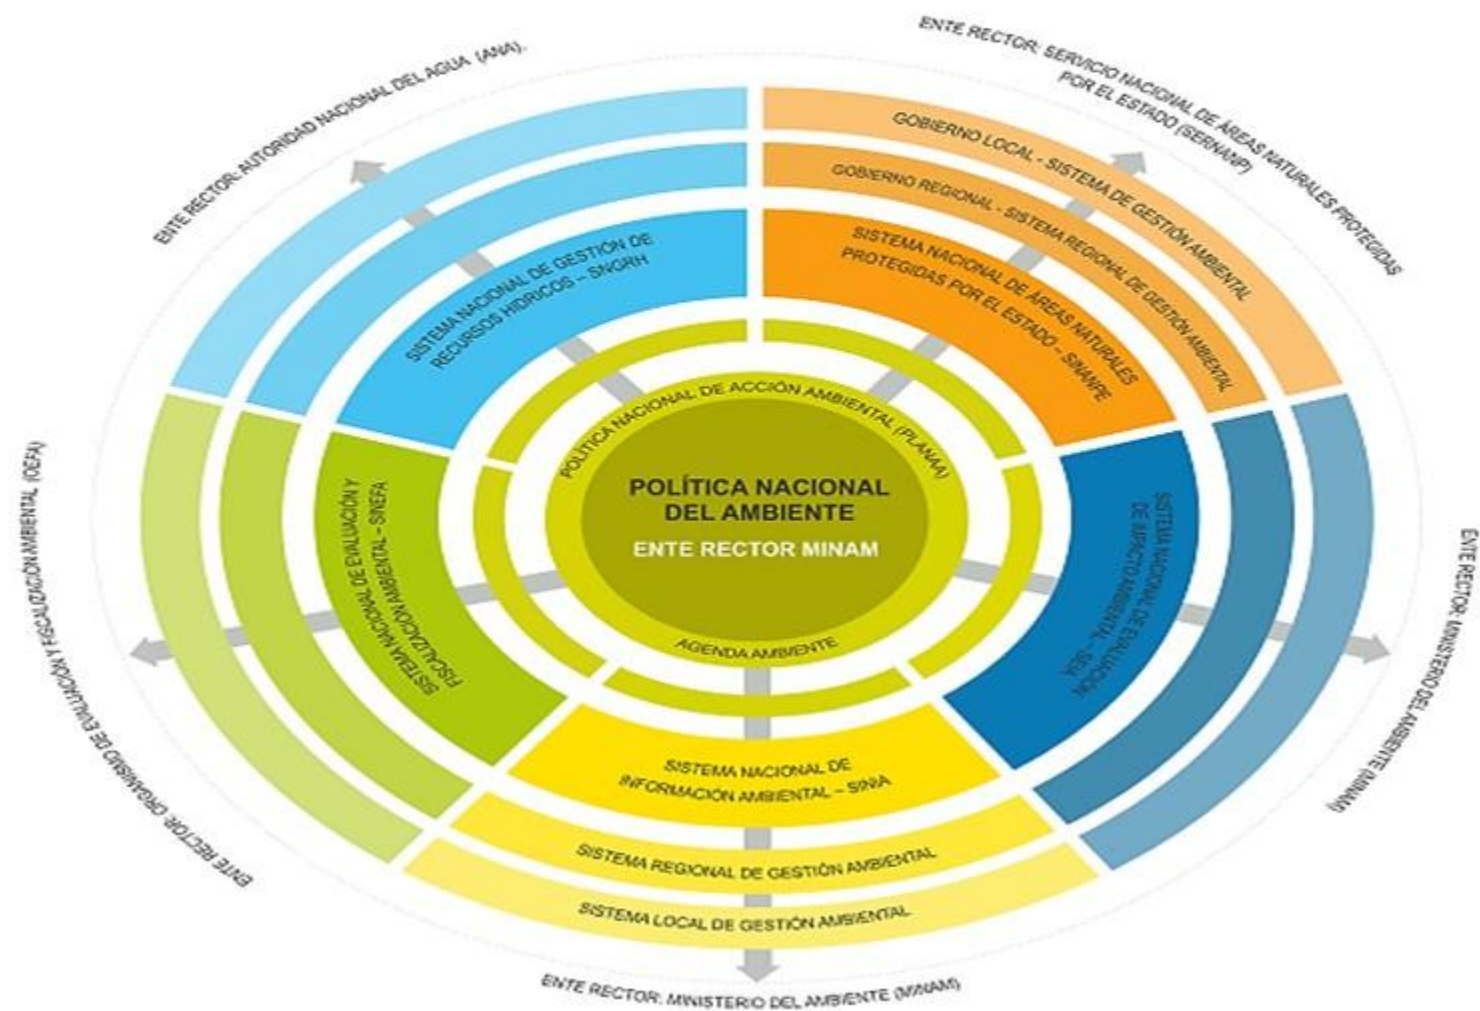 ENTE RECTOR: AUTORIDAD NACIONAL DEL AGUA (ANA).
ENTE RECTOR: SERVICIO NACIONAL DE ÁREAS NATURALES PROTEGIDAS
POR EL ESTADO (SERNANP)
GOBIERNO LOCAL - SISTEMA DE GESTIÓN AMBIENTAL
GOBIERNO REGIONAL - SISTEMA REGIONAL DE GESTIÓN AMBIENTAL
SISTEMA NACIONAL DE ÁREAS NATURALES
PROTEGIDAS POR EL ESTADO – SINANPE
SISTEMA NACIONAL DE GESTIÓN DE
RECURSOS HIDRICOS – SNGRH
POLÍTICA NACIONAL DE ACCIÓN AMBIENTAL (PLANAA)
POLÍTICA NACIONAL
DEL AMBIENTE
ENTE RECTOR MINAM
AGENDA AMBIENTE
SISTEMA NACIONAL DE EVALUACIÓN Y
FISCALIZACIÓN AMBIENTAL – SINEFA
SISTEMA NACIONAL DE EVALUACIÓN
DE IMPACTO AMBIENTAL – SEIA
SISTEMA NACIONAL DE
INFORMACIÓN AMBIENTAL – SINIA
SISTEMA REGIONAL DE GESTIÓN AMBIENTAL
SISTEMA LOCAL DE GESTIÓN AMBIENTAL
ENTE RECTOR: ORGANISMO DE EVALUACIÓN Y FISCALIZACIÓN AMBIENTAL (OEFA)
ENTE RECTOR: MINISTERIO DEL AMBIENTE (MINAM)
ENTE RECTOR: MINISTERIO DEL AMBIENTE (MINAM)